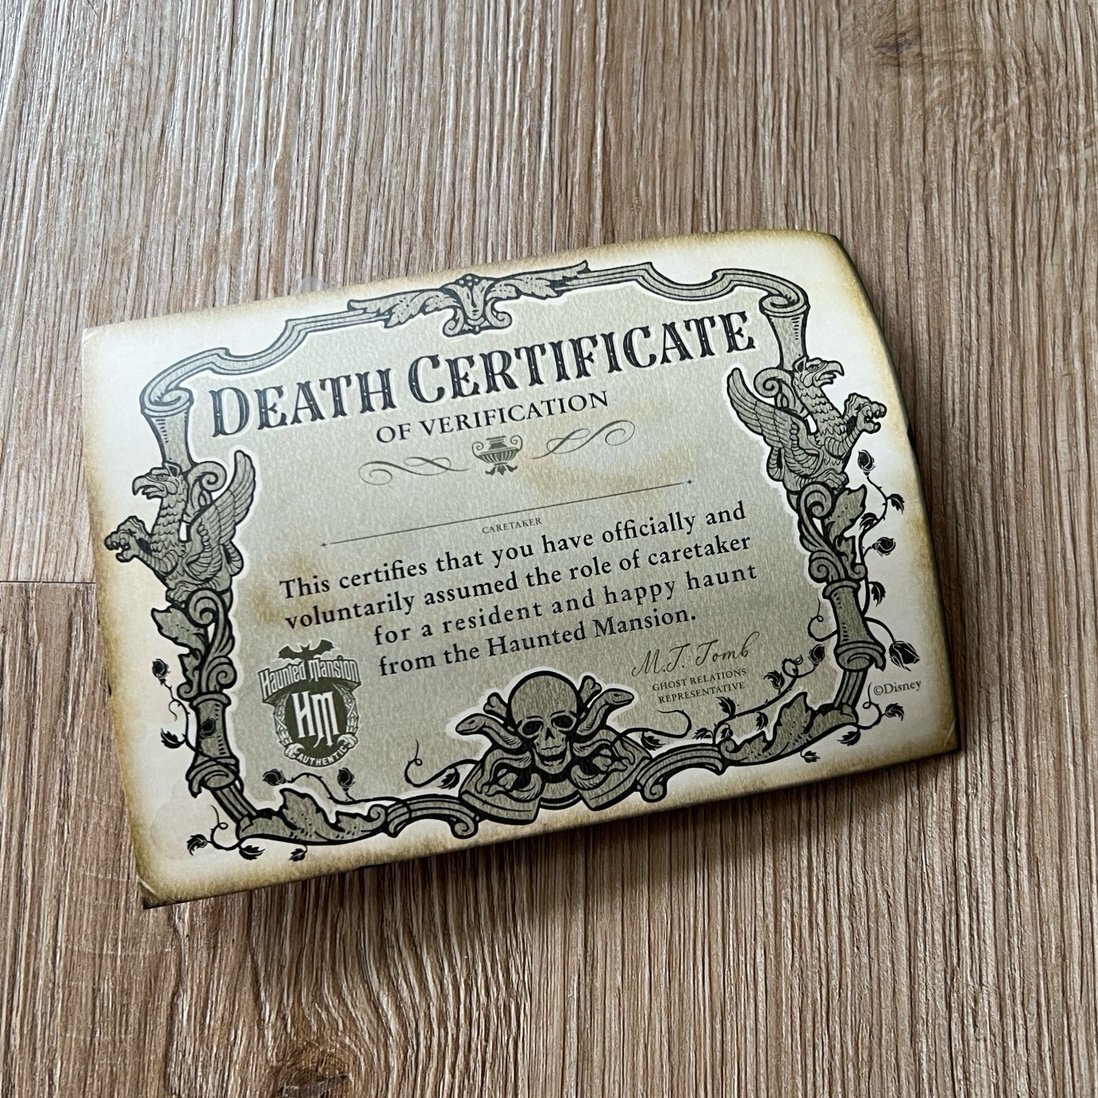 DEATH CERTIFICATE
OF VERIFICATION
CARETAKER
This certifies that you have officially and
voluntarily assumed the role of caretaker
for a resident and happy haunt
from the Haunted Mansion.
M.T. Tomb
GHOST RELATIONS
REPRESENTATIVE
Haunted Mansion
HM
AUTHENTIC
©Disney